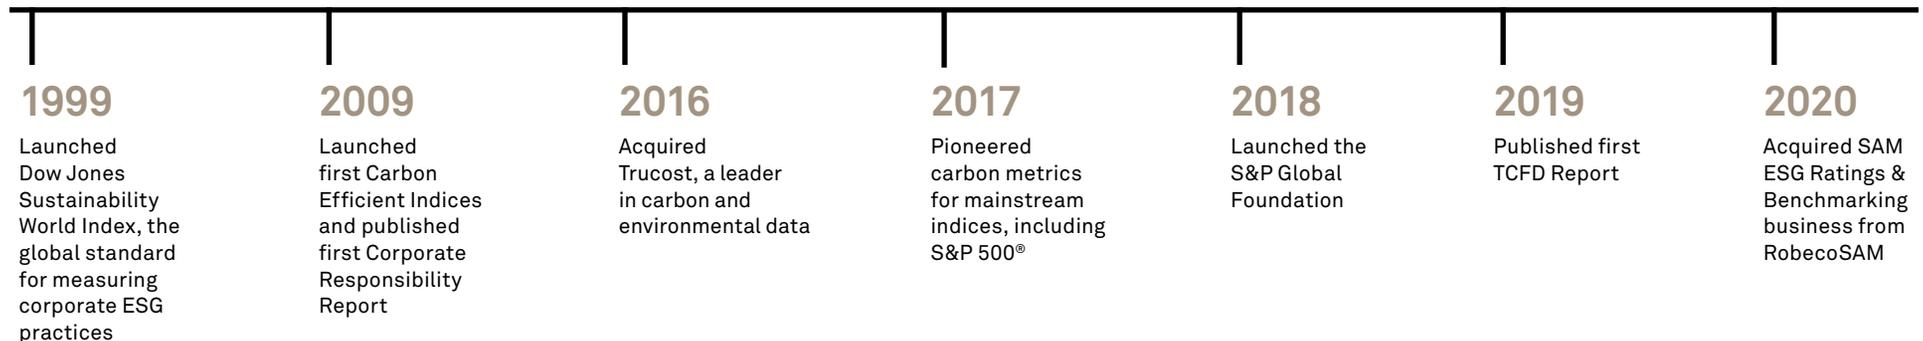 1999
Launched
Dow Jones
Sustainability
World Index, the
global standard
for measuring
corporate ESG
practices
2009
Launched
first Carbon
Efficient Indices
and published
first Corporate
Responsibility
Report
2016
Acquired
Trucost, a leader
in carbon and
environmental data
2017
Pioneered
carbon metrics
for mainstream
indices, including
S&P 500®
2018
Launched the
S&P Global
Foundation
2019
Published first
TCFD Report
2020
Acquired SAM
ESG Ratings &
Benchmarking
business from
RobecoSAM